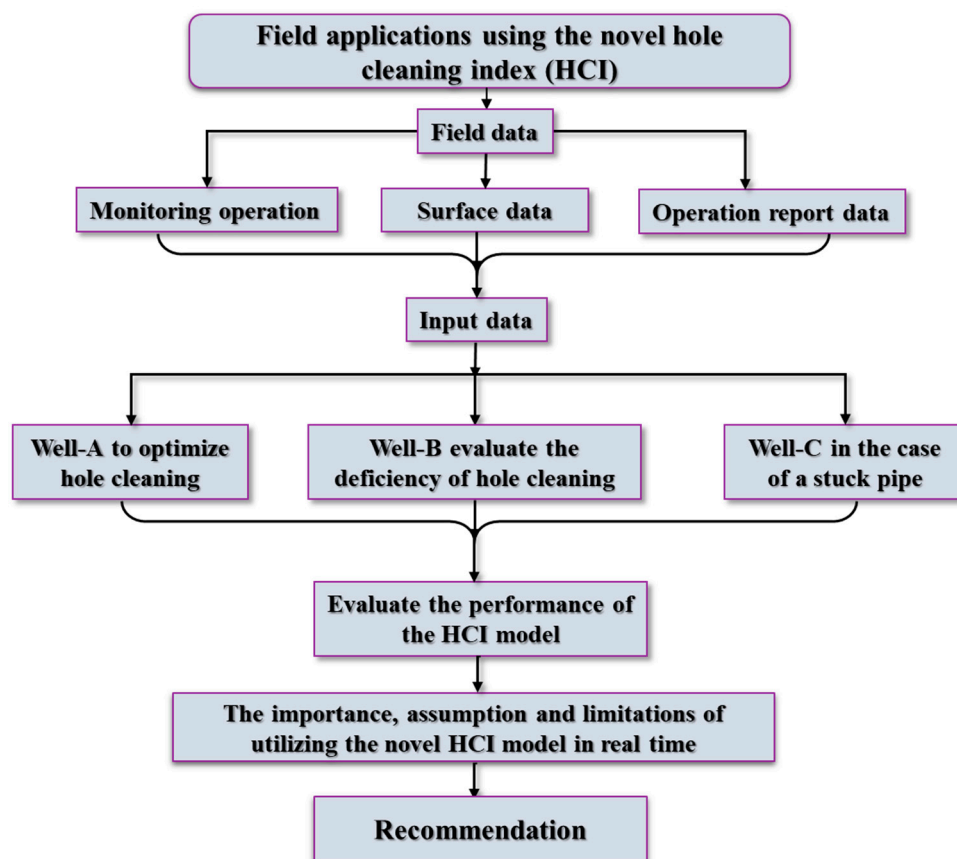 Field applications using the novel hole
cleaning index (HCI)
Field data
Monitoring operation
Surface data
Operation report data
Input data
Well-A to optimize
hole cleaning
Well-B evaluate the
deficiency of hole cleaning
Well-C in the case
of a stuck pipe
Evaluate the performance of
the HCI model
The importance, assumption and limitations of
utilizing the novel HCI model in real time
Recommendation